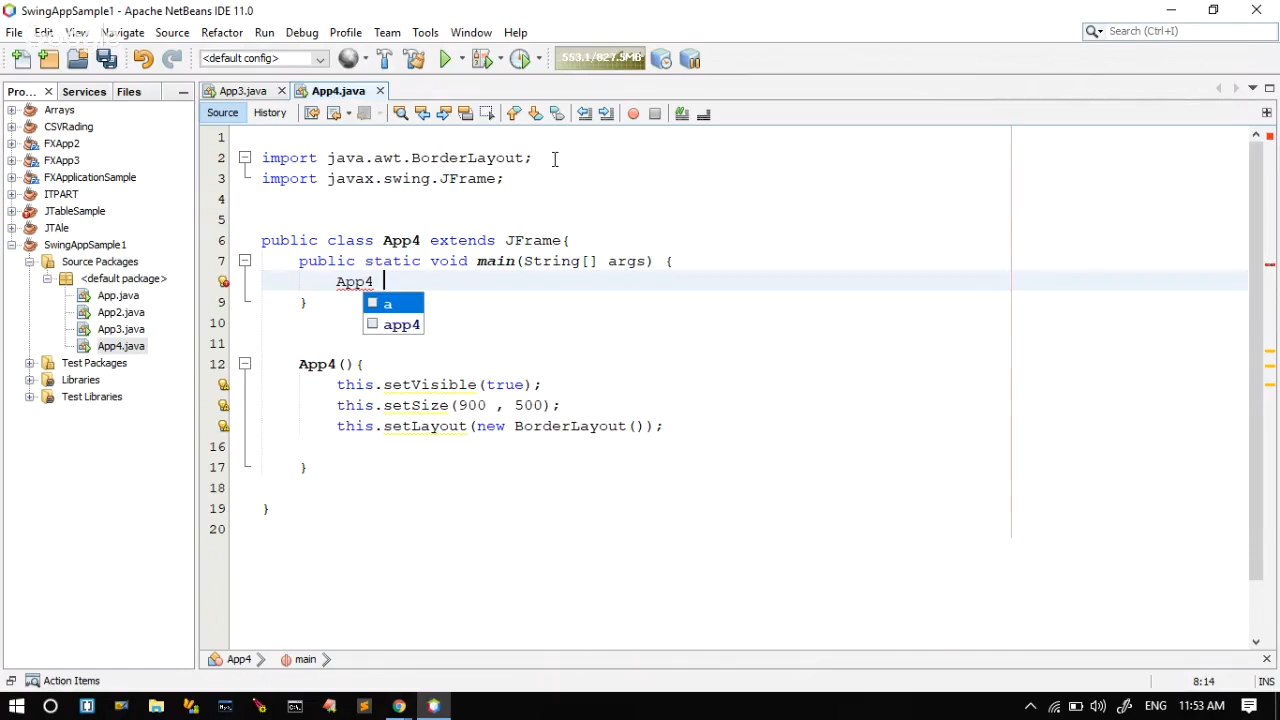 SwingAppSample1 - Apache NetBeans IDE 11.0
File Edit View Navigate Source Refactor Run Debug Profile Team Tools Window Help
Search (Ctrl+I)
<default config>
553.1/827.5MB
Pro... Services Files
App3.java App4.java
Source History
Arrays
CSVRading
FXApp2
FXApp3
FXApplicationSample
ITPART
JTableSample
JTAle
SwingAppSample1
Source Packages
<default package>
App.java
App2.java
App3.java
App4.java
Test Packages
Libraries
Test Libraries
1
2 import java.awt.BorderLayout;
3 import javax.swing.JFrame;
4
5
6 public class App4 extends JFrame{
7 public static void main(String[] args) {
App4
a
app4
9 }
10
11
12 App4(){
this.setVisible(true);
this.setSize(900 , 500);
this.setLayout(new BorderLayout());
16
17 }
18
19 }
20
App4 main
Action Items
8:14 INS
ENG 11:53 AM